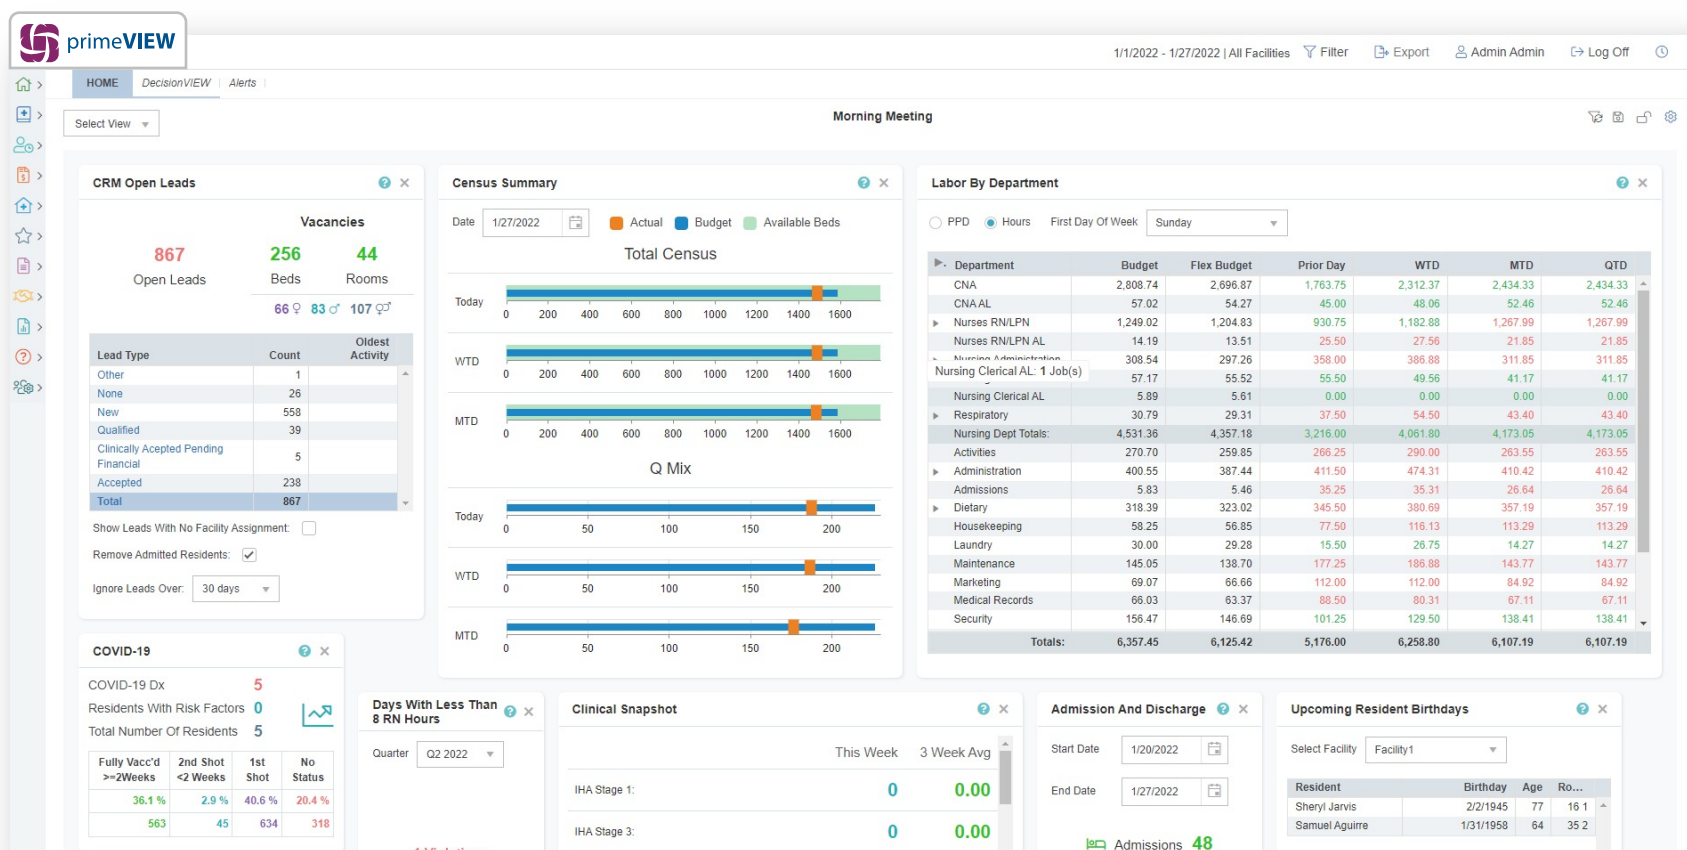 primeVIEW
1/1/2022 - 1/27/2022 | All Facilities Filter Export Admin Admin Log Off
HOME DecisionVIEW Alerts
Select View
Morning Meeting
CRM Open Leads
Vacancies
867 256 44
Open Leads Beds Rooms
66 83 107
Lead Type Count Oldest Activity
Other 1
None 26
New 558
Qualified 39
Clinically Acepted Pending
Financial 5
Accepted 238
Total 867
Show Leads With No Facility Assignment:
Remove Admitted Residents:
Ignore Leads Over: 30 days
Census Summary
Date 1/27/2022 Actual Budget Available Beds
Total Census
Today
0 200 400 600 800 1000 1200 1400 1600
WTD
0 200 400 600 800 1000 1200 1400 1600
MTD
0 200 400 600 800 1000 1200 1400 1600
Q Mix
Today
0 50 100 150 200
WTD
0 50 100 150 200
MTD
0 50 100 150 200
Labor By Department
PPD Hours First Day Of Week Sunday
Department Budget Flex Budget Prior Day WTD MTD QTD
CNA 2,808.74 2,696.87 1,763.75 2,312.37 2,434.33 2,434.33
CNA AL 57.02 54.27 45.00 48.06 52.46 52.46
Nurses RN/LPN 1,249.02 1,204.83 930.75 1,182.88 1,267.99 1,267.99
Nurses RN/LPN AL 14.19 13.51 25.50 27.56 21.85 21.85
Nursing Administration 308.54 297.26 358.00 386.88 311.85 311.85
Nursing Clerical AL: 1 Job(s)
57.17 55.52 55.50 49.56 41.17 41.17
Nursing Clerical AL 5.89 5.61 0.00 0.00 0.00 0.00
Respiratory 30.79 29.31 37.50 54.50 43.40 43.40
Nursing Dept Totals: 4,531.36 4,357.18 3,216.00 4,061.80 4,173.05 4,173.05
Activities 270.70 259.85 266.25 290.00 263.55 263.55
Administration 400.55 387.44 411.50 474.31 410.42 410.42
Admissions 5.83 5.46 35.25 35.31 26.64 26.64
Dietary 318.39 323.02 345.50 380.69 357.19 357.19
Housekeeping 58.25 56.85 77.50 116.13 113.29 113.29
Laundry 30.00 29.28 15.50 26.75 14.27 14.27
Maintenance 145.05 138.70 177.25 186.88 143.77 143.77
Marketing 69.07 66.66 112.00 112.00 84.92 84.92
Medical Records 66.03 63.37 88.50 80.31 67.11 67.11
Security 156.47 146.69 101.25 129.50 138.41 138.41
Totals: 6,357.45 6,125.42 5,176.00 6,258.80 6,107.19 6,107.19
COVID-19
COVID-19 Dx 5
Residents With Risk Factors 0
Total Number Of Residents 5
Fully Vacc'd 2nd Shot 1st No
>=2Weeks <2 Weeks Shot Status
36.1 % 2.9 % 40.6 % 20.4 %
563 45 634 318
Days With Less Than
8 RN Hours
Quarter Q2 2022
Clinical Snapshot
This Week 3 Week Avg
IHA Stage 1: 0 0.00
IHA Stage 3: 0 0.00
Admission And Discharge
Start Date 1/20/2022
End Date 1/27/2022
Admissions 48
Upcoming Resident Birthdays
Select Facility Facility1
Resident Birthday Age Ro...
Sheryl Jarvis 2/2/1945 77 16 1
Samuel Aguirre 1/31/1958 64 35 2